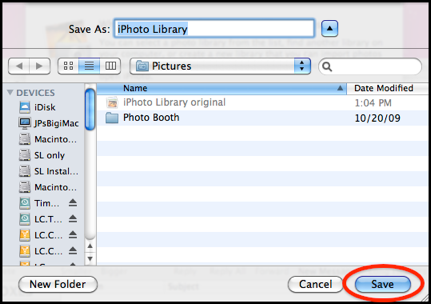 Save As: iPhoto Library
Pictures
DEVICES
Name
Date Modified
iDisk
iPhoto Library original
1:04 PM
JPsBigiMac
Photo Booth
10/20/09
Macinto...
SL only
SL Instal...
Macinto...
Tim...
LC.T...
LC.C...
LC.C...
LC.C...
New Folder
Cancel
Save